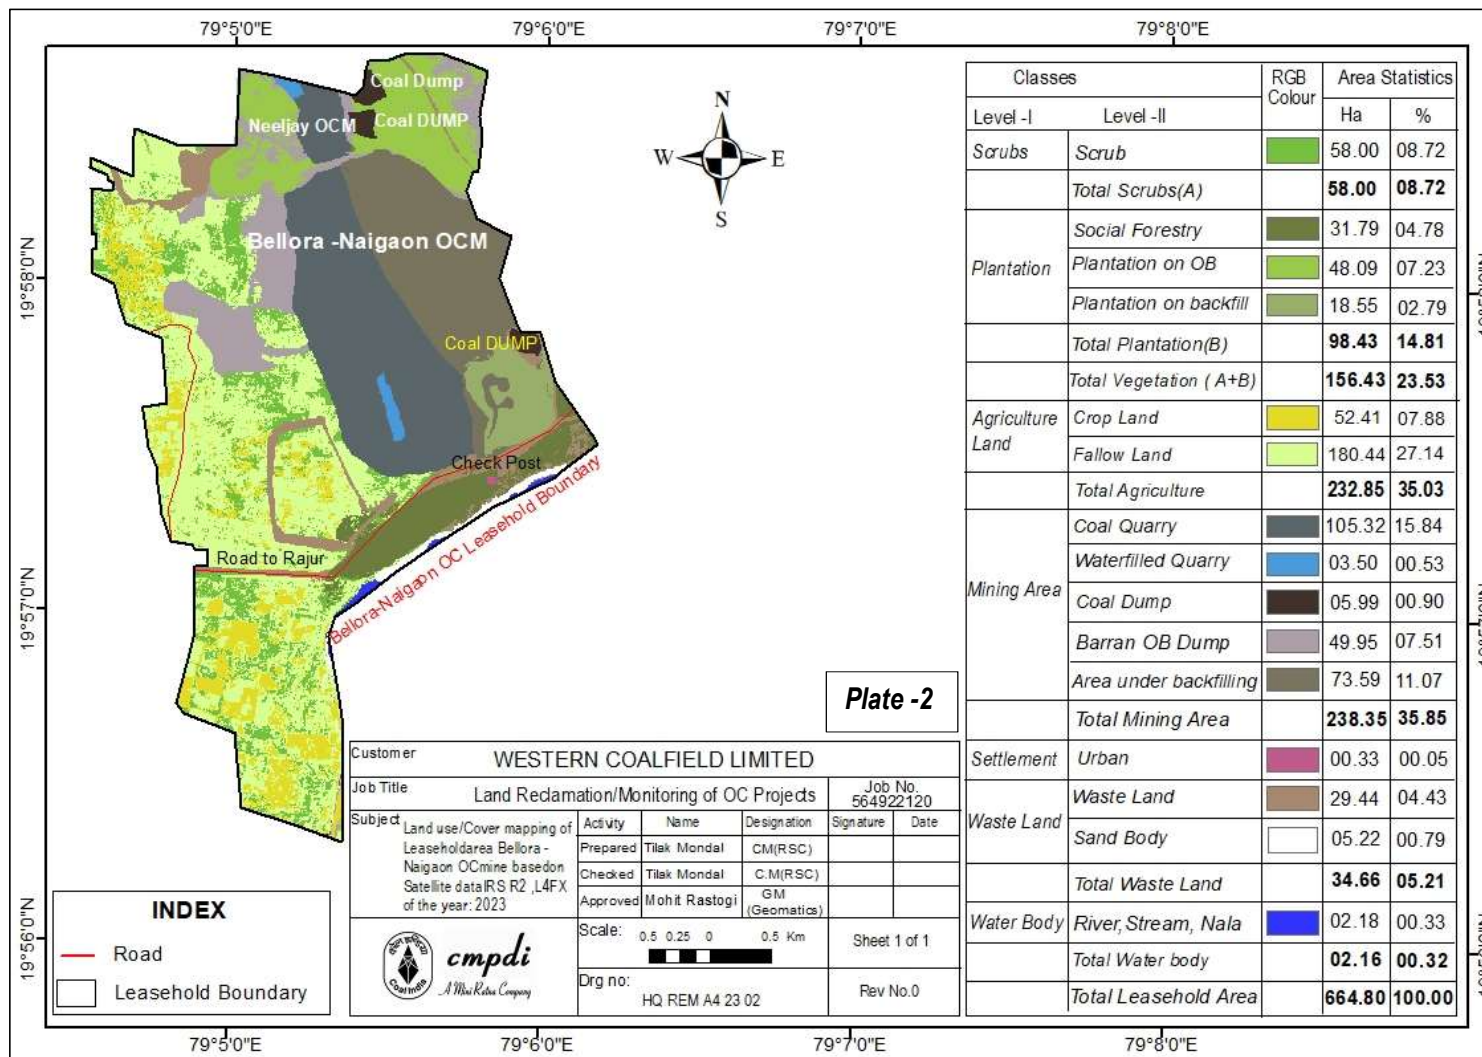 79°5'0"E 79°6'0"E 79°7'0"E 79°8'0"E
Coal Dump
Coal DUMP
Neeljay OCM
Bellora -Naigaon OCM
Coal DUMP
Check Post
Road to Rajur
Bellora-Naigaon OC Leasehold Boundary
N
W E
S
19°58'0"N
19°57'0"N
19°56'0"N
Plate -2
Classes RGB Colour Area Statistics
Level -I Level -II Ha %
Scrubs Scrub 58.00 08.72
Total Scrubs(A) 58.00 08.72
Plantation
Social Forestry 31.79 04.78
Plantation on OB 48.09 07.23
Plantation on backfill 18.55 02.79
Total Plantation(B) 98.43 14.81
Total Vegetation ( A+B) 156.43 23.53
Agriculture Land
Crop Land 52.41 07.88
Fallow Land 180.44 27.14
Total Agriculture 232.85 35.03
Mining Area
Coal Quarry 105.32 15.84
Waterfilled Quarry 03.50 00.53
Coal Dump 05.99 00.90
Barran OB Dump 49.95 07.51
Area under backfilling 73.59 11.07
Total Mining Area 238.35 35.85
Settlement Urban 00.33 00.05
Waste Land
Waste Land 29.44 04.43
Sand Body 05.22 00.79
Total Waste Land 34.66 05.21
Water Body River,Stream, Nala 02.18 00.33
Total Water body 02.16 00.32
Total Leasehold Area 664.80 100.00
Customer WESTERN COALFIELD LIMITED
Job Title Land Reclamation/Monitoring of OC Projects Job No. 564922120
Subject Land use/Cover mapping of
Leaseholdarea Bellora -
Naigaon OCmine basedon
Satellite dataIRS R2 ,L4FX
of the year: 2023
Activity Name Designation Signature Date
Prepared Tilak Mondal CM(RSC)
Checked Tilak Mondal C.M(RSC)
Approved Mohit Rastogi GM (Geomatics)
Scale: 0.5 0.25 0 0.5 Km
Sheet 1 of 1
Drg no: HQ REM A4 23 02
Rev No.0
Coal India
cmpdi
A Mini Ratna Company
INDEX
Road
Leasehold Boundary
79°5'0"E 79°6'0"E 79°7'0"E 79°8'0"E